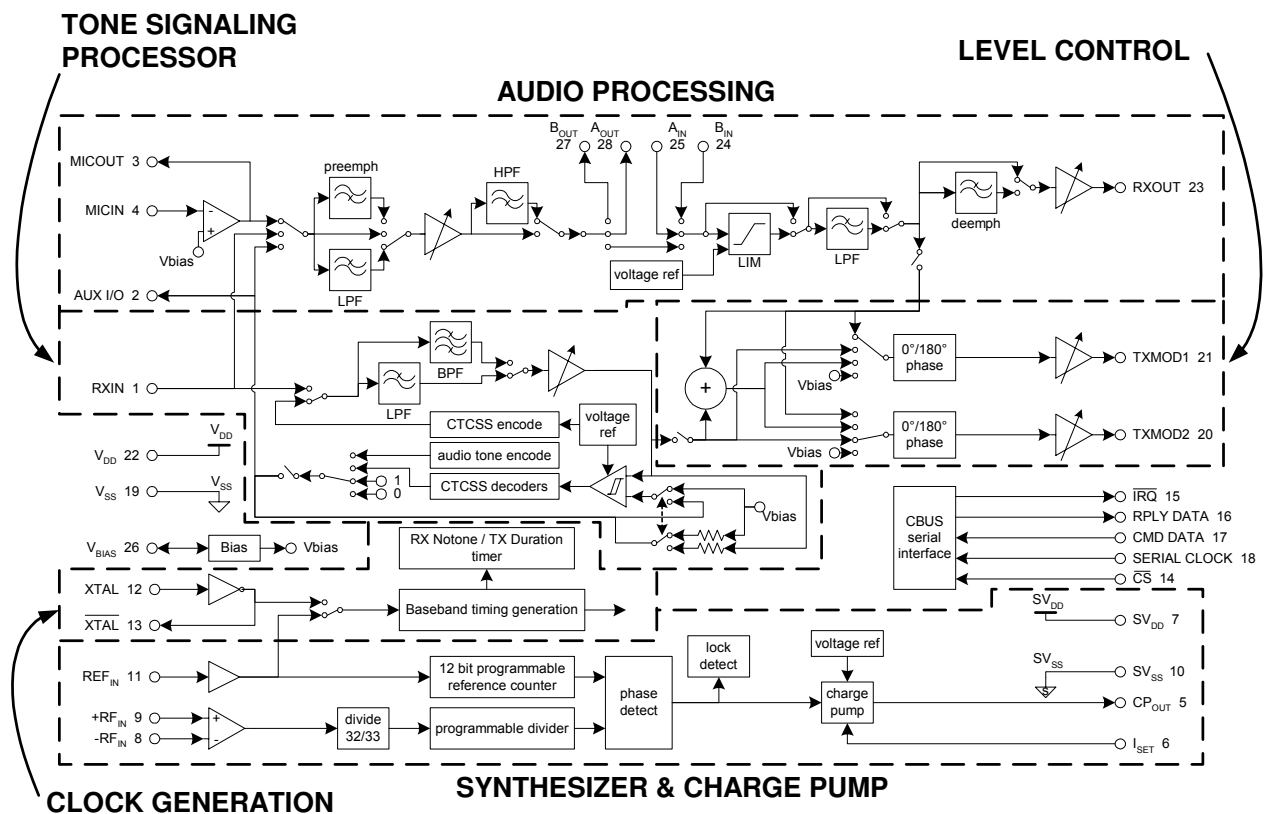 TONE SIGNALING
PROCESSOR
LEVEL CONTROL
AUDIO PROCESSING
B_OUT A_OUT A_IN B_IN
27 28 25 24
MICOUT 3
preemph
HPF
RXOUT 23
MICIN 4
-
+
Vbias
deemph
LPF
voltage ref
LIM
LPF
AUX I/O 2
BPF
0°/180°
phase
TXMOD1 21
RXIN 1
+
Vbias
LPF
CTCSS encode
voltage
ref
0°/180°
phase
TXMOD2 20
Vbias
V_DD 22
V_DD
audio tone encode
CTCSS decoders
1
0
V_SS 19
V_SS
Vbias
CBUS
serial
interface
I̅R̅Q̅ 15
RPLY DATA 16
CMD DATA 17
SERIAL CLOCK 18
C̅S̅ 14
V_BIAS 26
Bias
Vbias
RX Notone / TX Duration
timer
XTAL 12
X̅T̅A̅L̅ 13
Baseband timing generation
SV_DD
SV_DD 7
lock
detect
voltage ref
REF_IN 11
12 bit programmable
reference counter
phase
detect
charge
pump
SV_SS
S
SV_SS 10
CP_OUT 5
+RF_IN 9
-RF_IN 8
+
-
divide
32/33
programmable divider
I_SET 6
SYNTHESIZER & CHARGE PUMP
CLOCK GENERATION